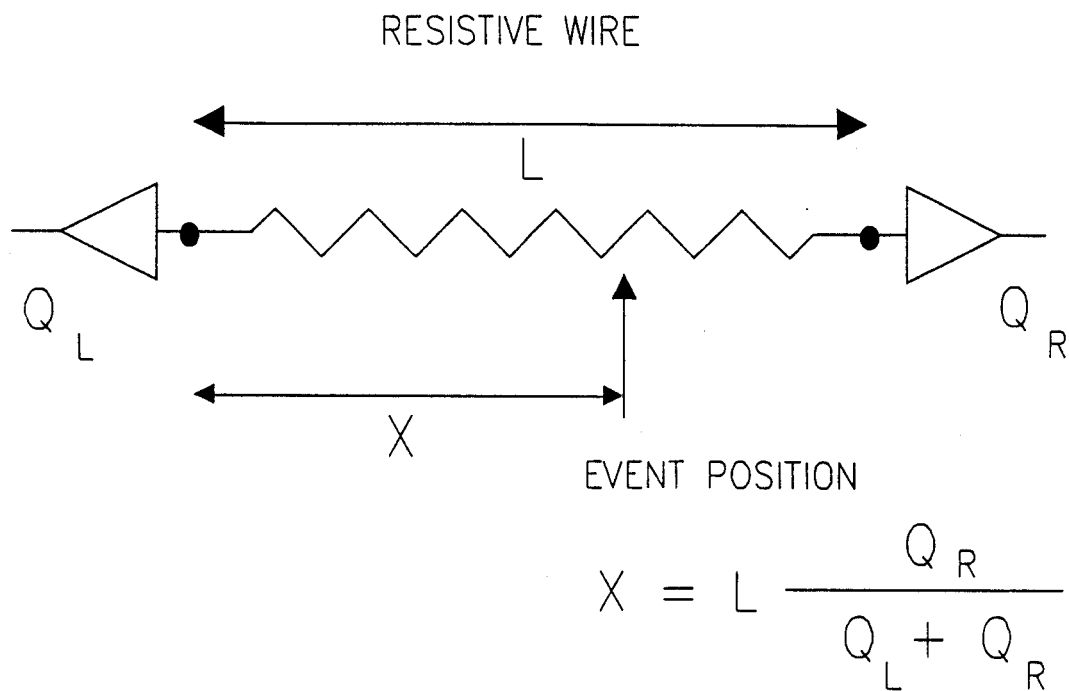 RESISTIVE WIRE
L
Q L
Q R
X
EVENT POSITION
X = L Q R
Q L + Q R